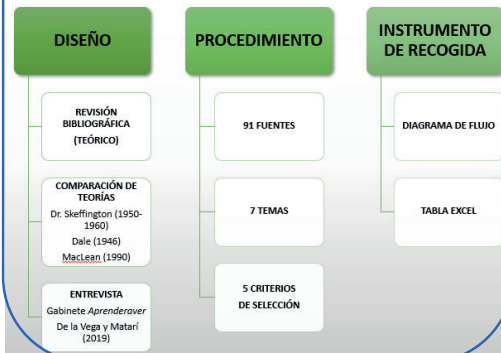 DISEÑO
REVISIÓN
BIBLIOGRÁFICA
(TEÓRICO)
COMPARACIÓN DE
TEORÍAS
Dr. Skeffington (1950-
1960)
Dale (1946)
MacLean (1990)
ENTREVISTA
Gabinete Aprenderaver
De la Vega y Matarí
(2019)
PROCEDIMIENTO
91 FUENTES
7 TEMAS
5 CRITERIOS
DE SELECCIÓN
INSTRUMENTO
DE RECOGIDA
DIAGRAMA DE FLUJO
TABLA EXCEL